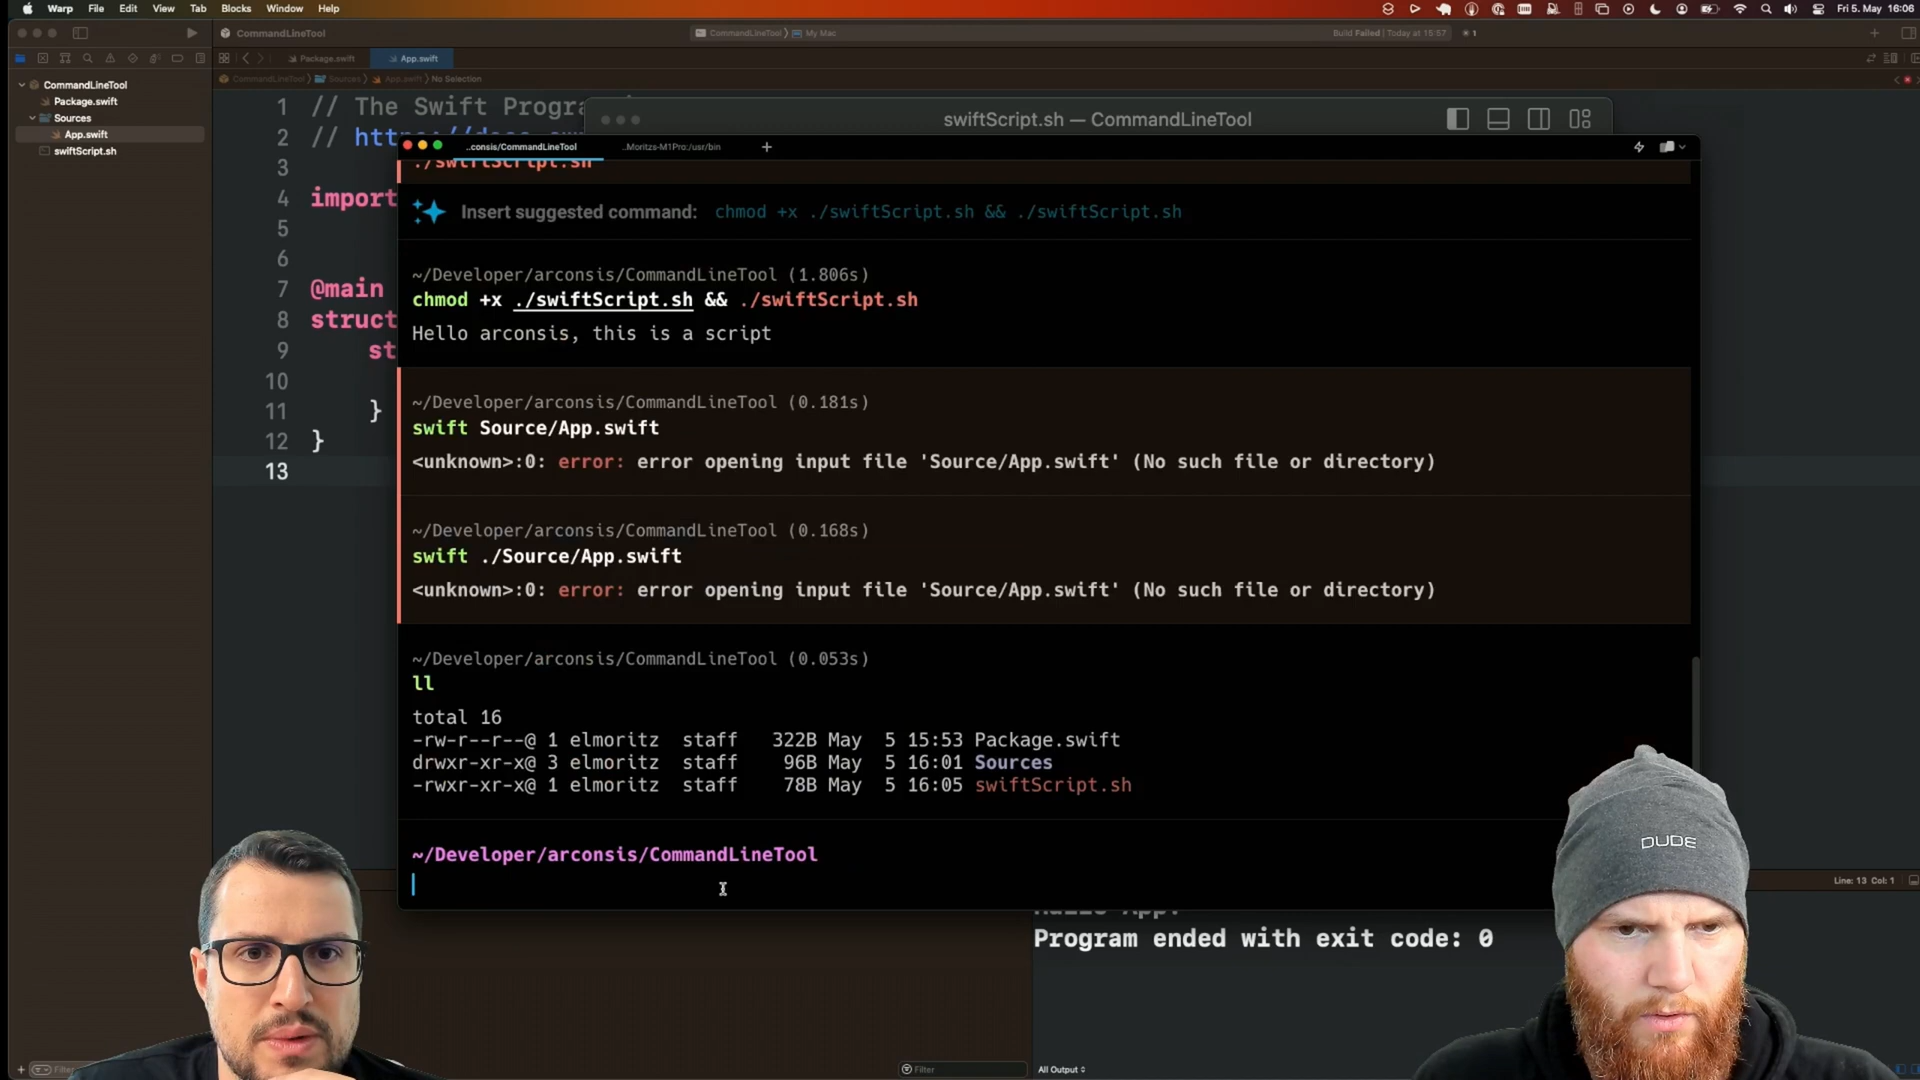 Warp File Edit View Tab Blocks Window Help
Fri 5. May 16:06
CommandLineTool
CommandLineTool
My Mac
Build Failed | Today at 15:57
1
Package.swift
App.swift
CommandLineTool
Sources
App.swift
No Selection
CommandLineTool
Package.swift
Sources
App.swift
swiftScript.sh
1 // The Swift Progra
2 // https://docs.sw
3
4 import
5
6
7 @main
8 struct
9 st
10
11 }
12 }
13
swiftScript.sh — CommandLineTool
..consis/CommandLineTool
..Moritzs-M1Pro:/usr/bin
./swiftScript.sh
Insert suggested command: chmod +x ./swiftScript.sh && ./swiftScript.sh
~/Developer/arconsis/CommandLineTool (1.806s)
chmod +x ./swiftScript.sh && ./swiftScript.sh
Hello arconsis, this is a script
~/Developer/arconsis/CommandLineTool (0.181s)
swift Source/App.swift
<unknown>:0: error: error opening input file 'Source/App.swift' (No such file or directory)
~/Developer/arconsis/CommandLineTool (0.168s)
swift ./Source/App.swift
<unknown>:0: error: error opening input file 'Source/App.swift' (No such file or directory)
~/Developer/arconsis/CommandLineTool (0.053s)
ll
total 16
-rw-r--r--@ 1 elmoritz staff 322B May 5 15:53 Package.swift
drwxr-xr-x@ 3 elmoritz staff 96B May 5 16:01 Sources
-rwxr-xr-x@ 1 elmoritz staff 78B May 5 16:05 swiftScript.sh
~/Developer/arconsis/CommandLineTool
Line: 13 Col: 1
Program ended with exit code: 0
DUDE
Filter
Filter
All Output